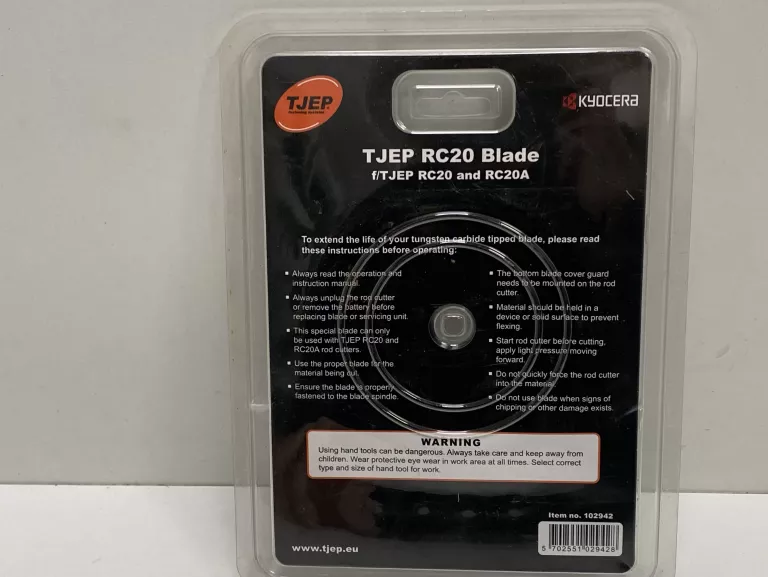 TJEP
Fastening Systems
KYOCERA
TJEP RC20 Blade
f/TJEP RC20 and RC20A
To extend the life of your tungsten carbide tipped blade, please read
these instructions before operating:
Always read the operation and
instruction manual.
Always unplug the rod cutter
or remove the battery before
replacing blade or servicing unit.
This special blade can only
be used with TJEP RC20 and
RC20A rod cutters.
Use the proper blade for the
material being cut.
Ensure the blade is properly
fastened to the blade spindle.
The bottom blade cover guard
needs to be mounted on the rod
cutter.
Material should be held in a
device or solid surface to prevent
flexing.
Start rod cutter before cutting,
apply light pressure moving
forward.
Do not quickly force the rod cutter
into the material.
Do not use blade when signs of
chipping or other damage exists.
WARNING
Using hand tools can be dangerous. Always take care and keep away from
children. Wear protective eye wear in work area at all times. Select correct
type and size of hand tool for work.
Item no. 102942
5 702551 029428
www.tjep.eu